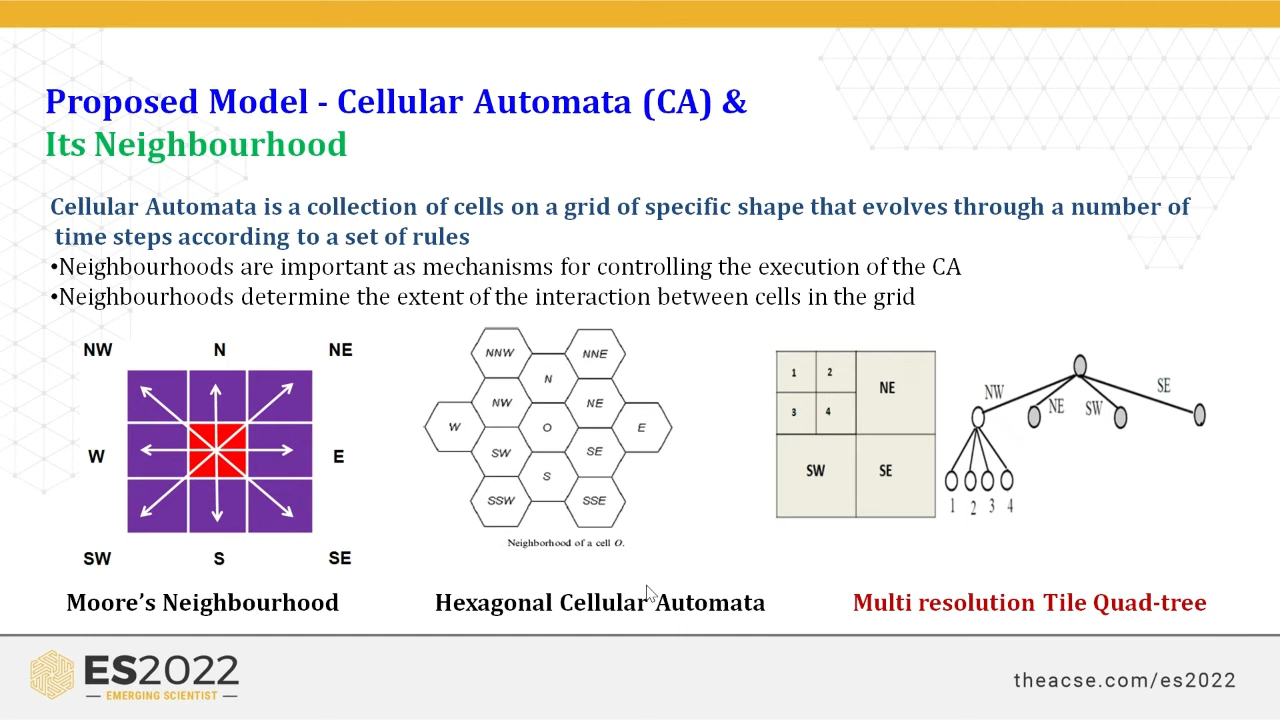 Proposed Model - Cellular Automata (CA) &
Its Neighbourhood
Cellular Automata is a collection of cells on a grid of specific shape that evolves through a number of
time steps according to a set of rules
•Neighbourhoods are important as mechanisms for controlling the execution of the CA
•Neighbourhoods determine the extent of the interaction between cells in the grid
NW N NE
W E
SW S SE
Moore's Neighbourhood
NNW NNE
N
NW NE
W O E
SW SE
S
SSW SSE
Neighborhood of a cell O.
Hexagonal Cellular Automata
1 2 NE
3 4
SW SE
NW NE SW SE
1 2 3 4
Multi resolution Tile Quad-tree
ES2022
EMERGING SCIENTIST
theacse.com/es2022